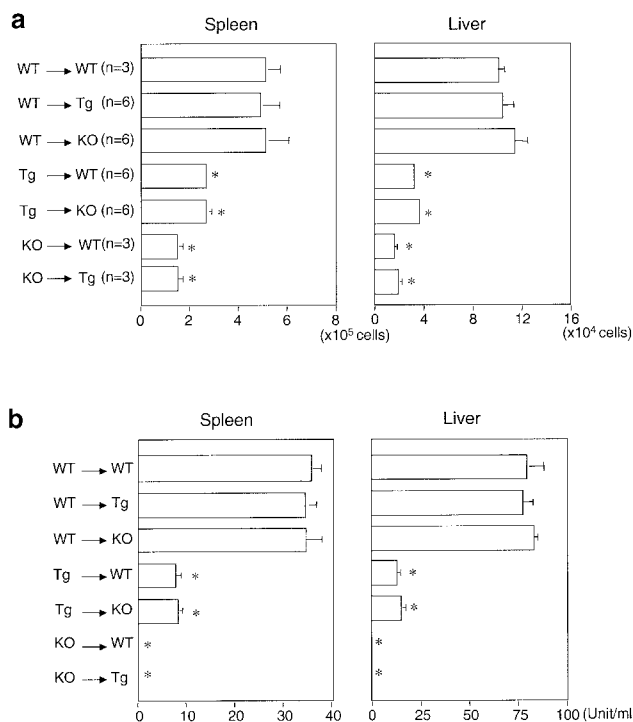 a
Spleen Liver
WT → WT (n=3)
WT → Tg (n=6)
WT → KO (n=6)
Tg → WT (n=6) * *
Tg → KO (n=6) * *
KO → WT (n=3) * *
KO → Tg (n=3) * *
0 4 6 8 0 4 8 12 16
(x10⁵ cells) (x10⁴ cells)
b
Spleen Liver
WT → WT
WT → Tg
WT → KO
Tg → WT * *
Tg → KO * *
KO → WT * *
KO → Tg * *
0 10 20 30 40 0 25 50 75 100 (Unit/ml